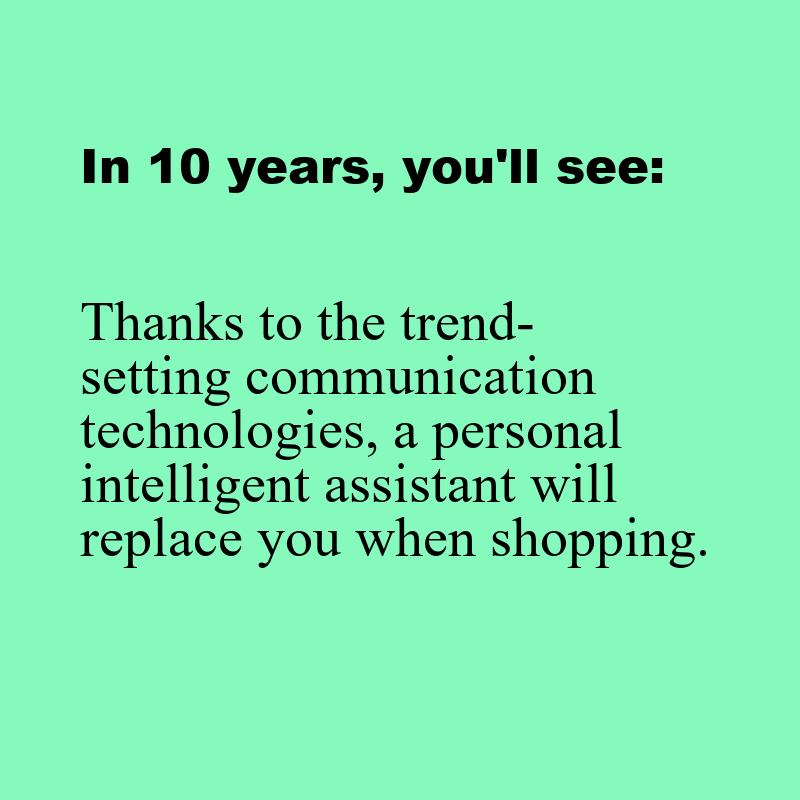 In 10 years, you'll see:
Thanks to the trend-
setting communication
technologies, a personal
intelligent assistant will
replace you when shopping.